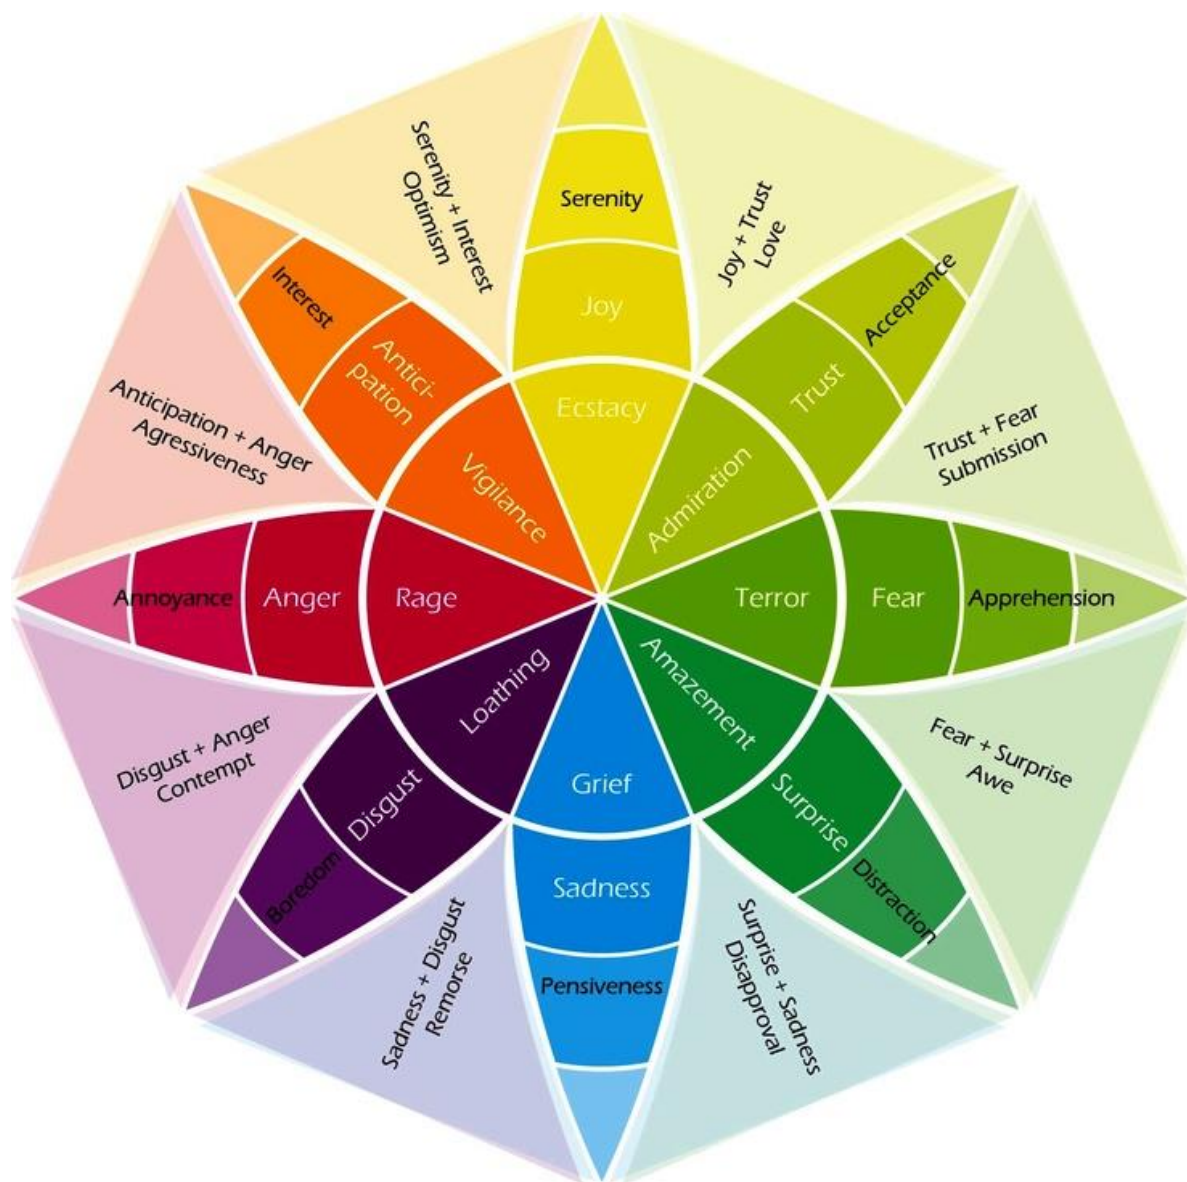 Serenity + Interest
Optimism
Serenity
Joy
Ecstacy
Joy + Trust
Love
Acceptance
Trust
Admiration
Trust + Fear
Submission
Terror
Fear
Apprehension
Fear + Surprise
Awe
Amazement
Surprise
Distraction
Surprise + Sadness
Disapproval
Grief
Sadness
Pensiveness
Sadness + Disgust
Remorse
Loathing
Disgust
Boredom
Disgust + Anger
Contempt
Annoyance
Anger
Rage
Anticipation + Anger
Agressiveness
Interest
Antici-
pation
Vigilance